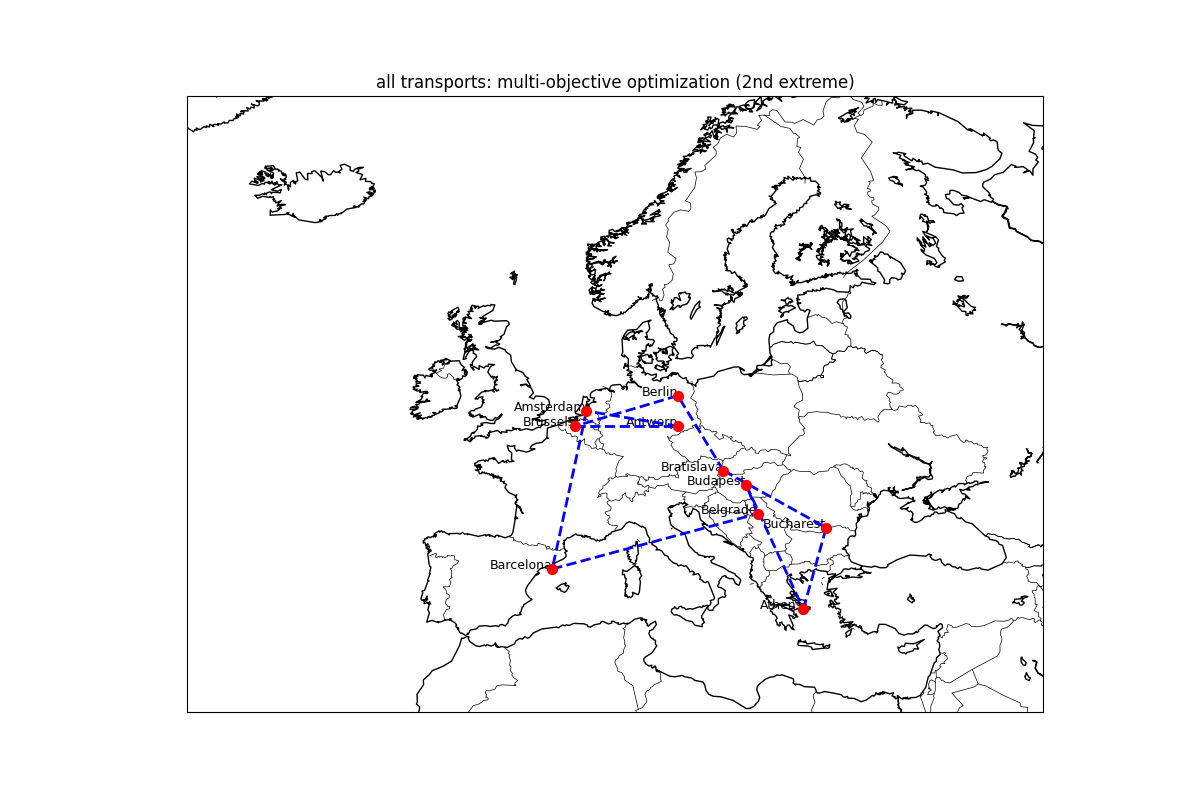 all transports: multi-objective optimization (2nd extreme)
Berlin
Amsterdam
Brussels
Antwerp
Bratislava
Budapest
Belgrade
Bucharest
Barcelona
Athens